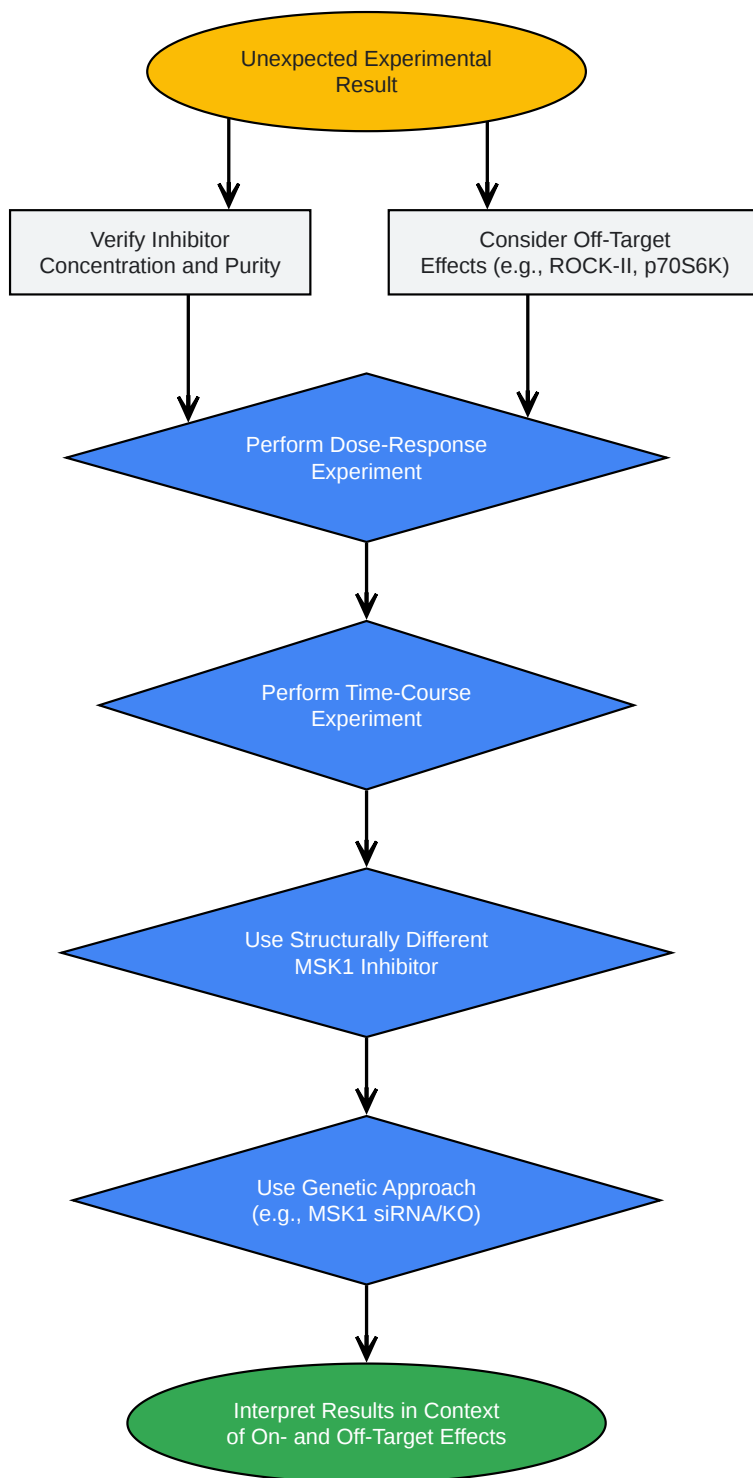 Unexpected Experimental
Result
Verify Inhibitor
Concentration and Purity
Consider Off-Target
Effects (e.g., ROCK-II, p70S6K)
Perform Dose-Response
Experiment
Perform Time-Course
Experiment
Use Structurally Different
MSK1 Inhibitor
Use Genetic Approach
(e.g., MSK1 siRNA/KO)
Interpret Results in Context
of On- and Off-Target Effects